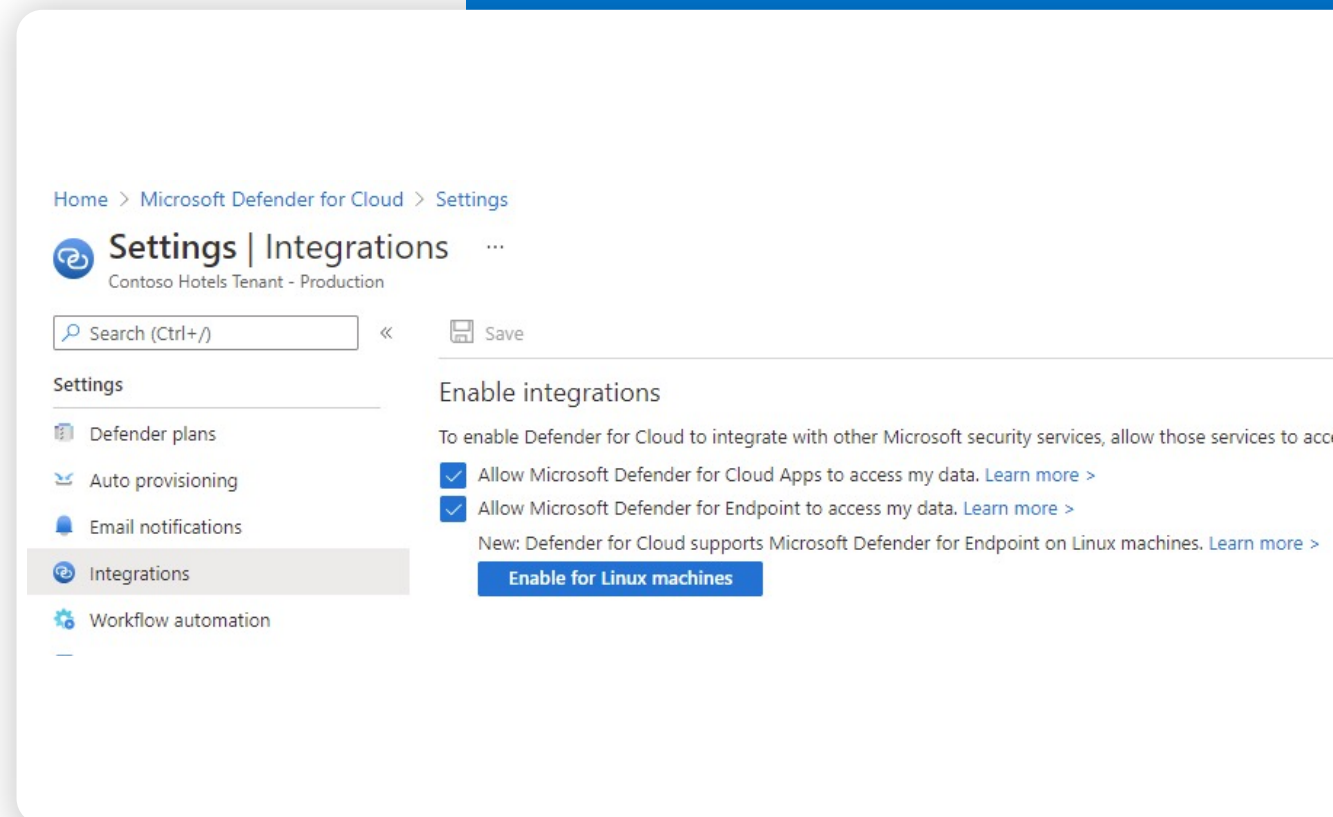 Home > Microsoft Defender for Cloud > Settings
Settings | Integrations ...
Contoso Hotels Tenant - Production
Search (Ctrl+/)
«
Save
Settings
Defender plans
Auto provisioning
Email notifications
Integrations
Workflow automation
Enable integrations
To enable Defender for Cloud to integrate with other Microsoft security services, allow those services to
Allow Microsoft Defender for Cloud Apps to access my data. Learn more >
Allow Microsoft Defender for Endpoint to access my data. Learn more >
New: Defender for Cloud supports Microsoft Defender for Endpoint on Linux machines. Learn more >
Enable for Linux machines